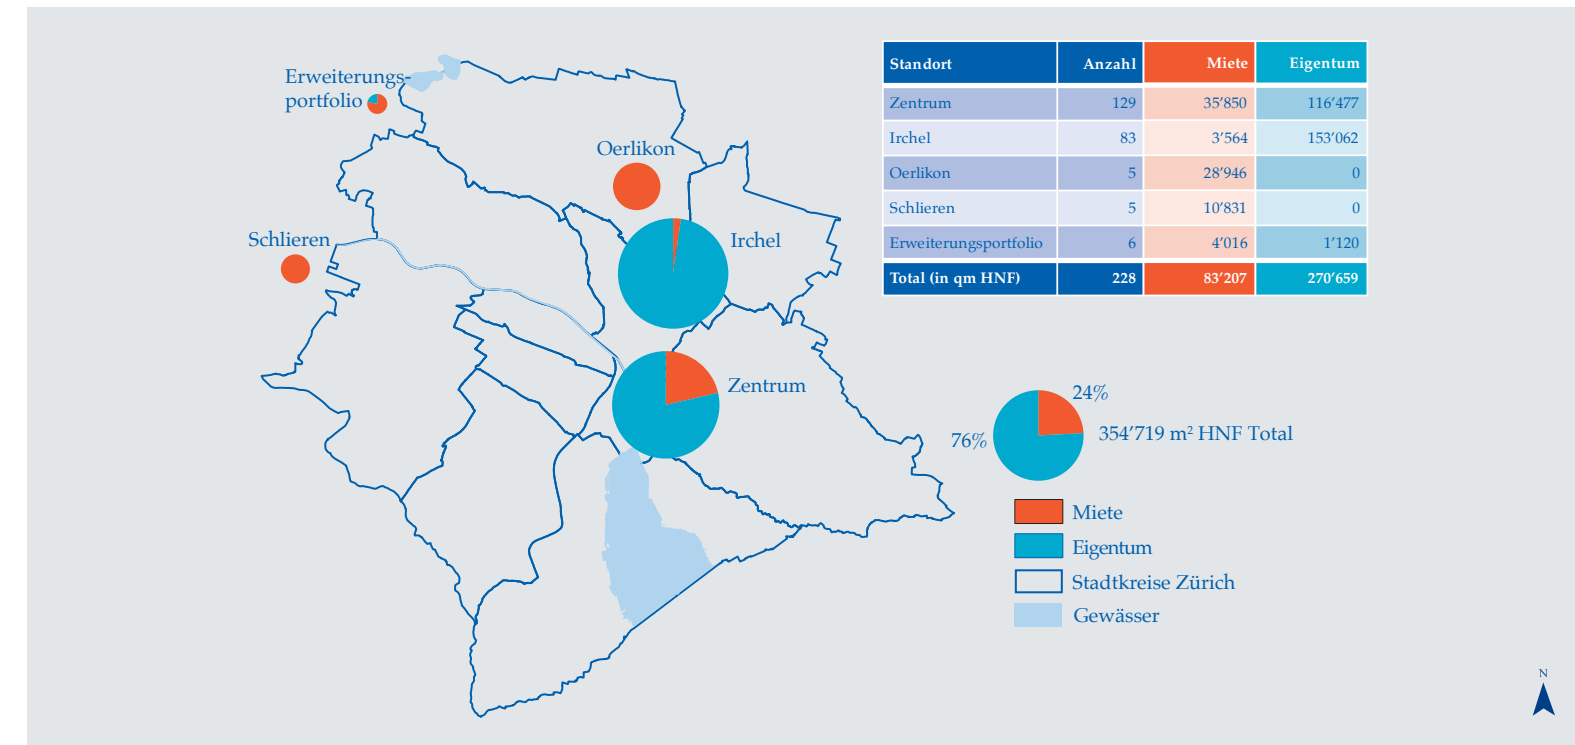 Erweiterungs-
portfolio
Oerlikon
Schlieren
Irchel
Zentrum
Standort Anzahl Miete Eigentum
Zentrum 129 35’850 116’477
Irchel 83 3’564 153’062
Oerlikon 5 28’946 0
Schlieren 5 10’831 0
Erweiterungsportfolio 6 4’016 1’120
Total (in qm HNF) 228 83’207 270’659
24%
76%
354’719 m² HNF Total
Miete
Eigentum
Stadtkreise Zürich
Gewässer
N